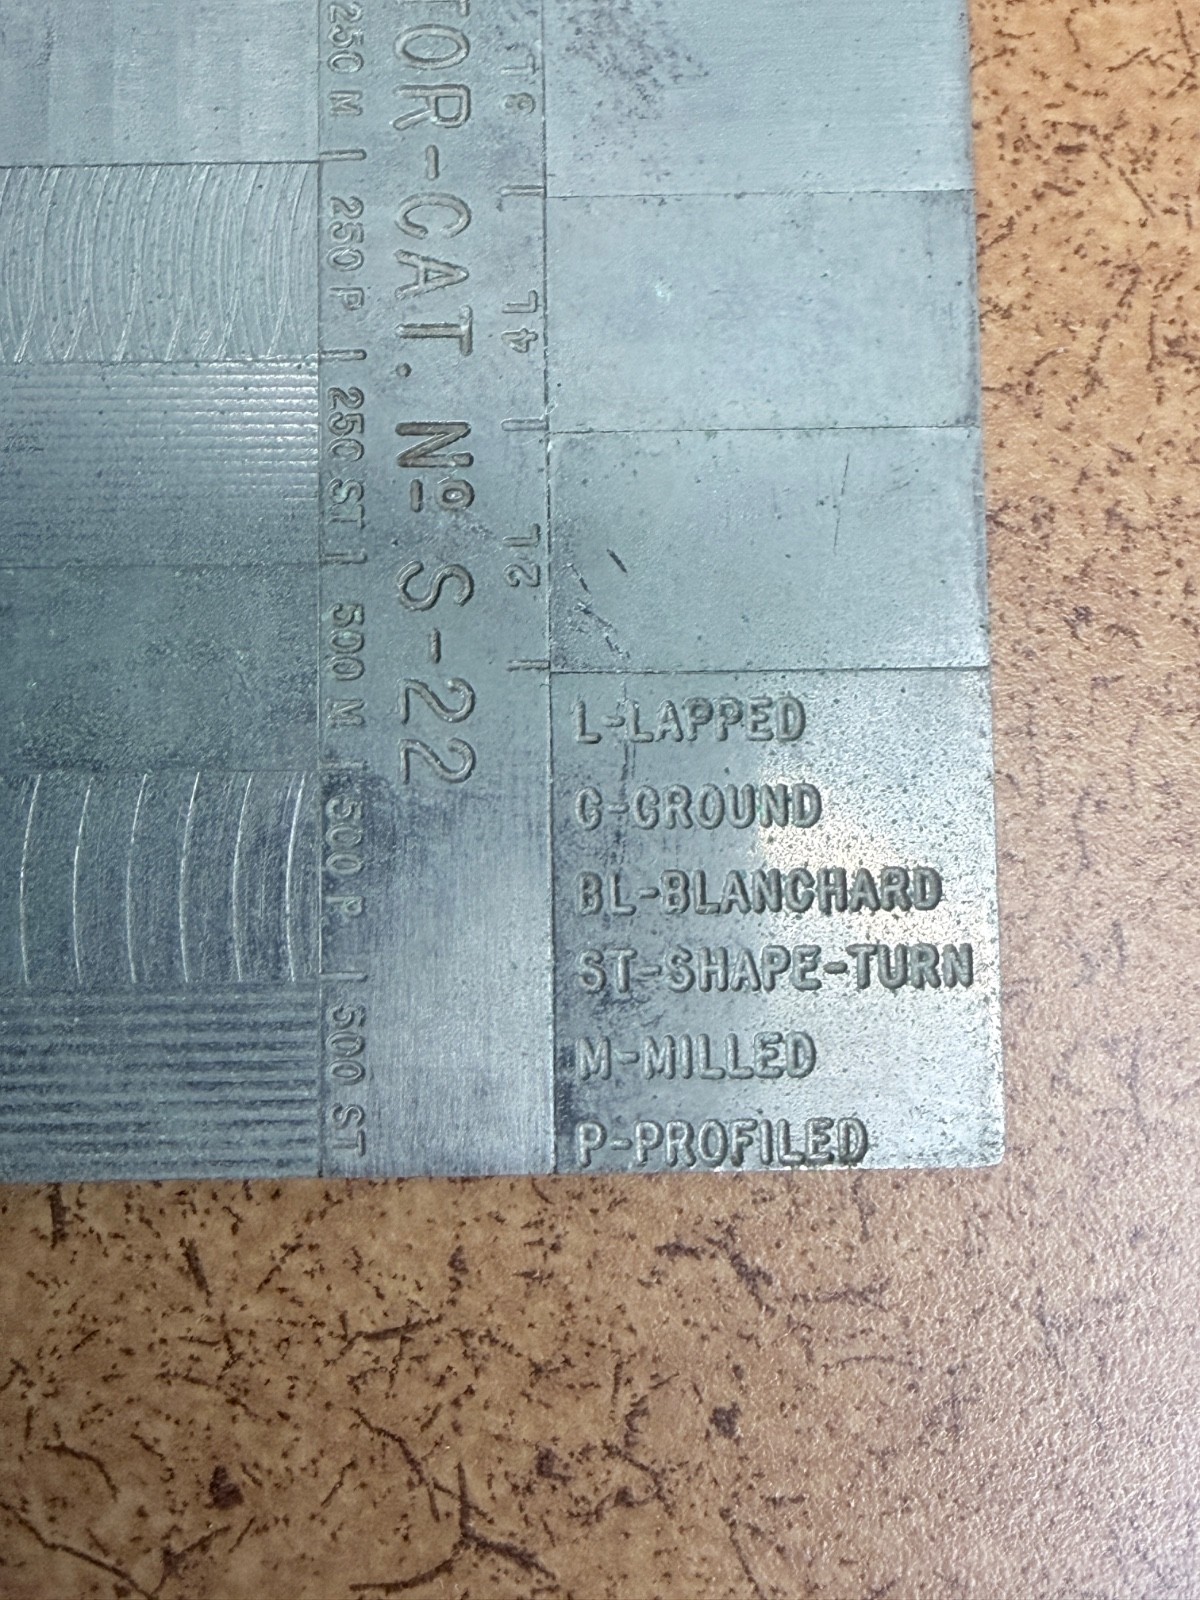 250 M | 250 P | 250 ST | 500 M | 500 P | 500 ST
TOR-CAT. Nº S-22
8L | 4L | 2L |
L-LAPPED
G-GROUND
BL-BLANCHARD
ST-SHAPE-TURN
M-MILLED
P-PROFILED